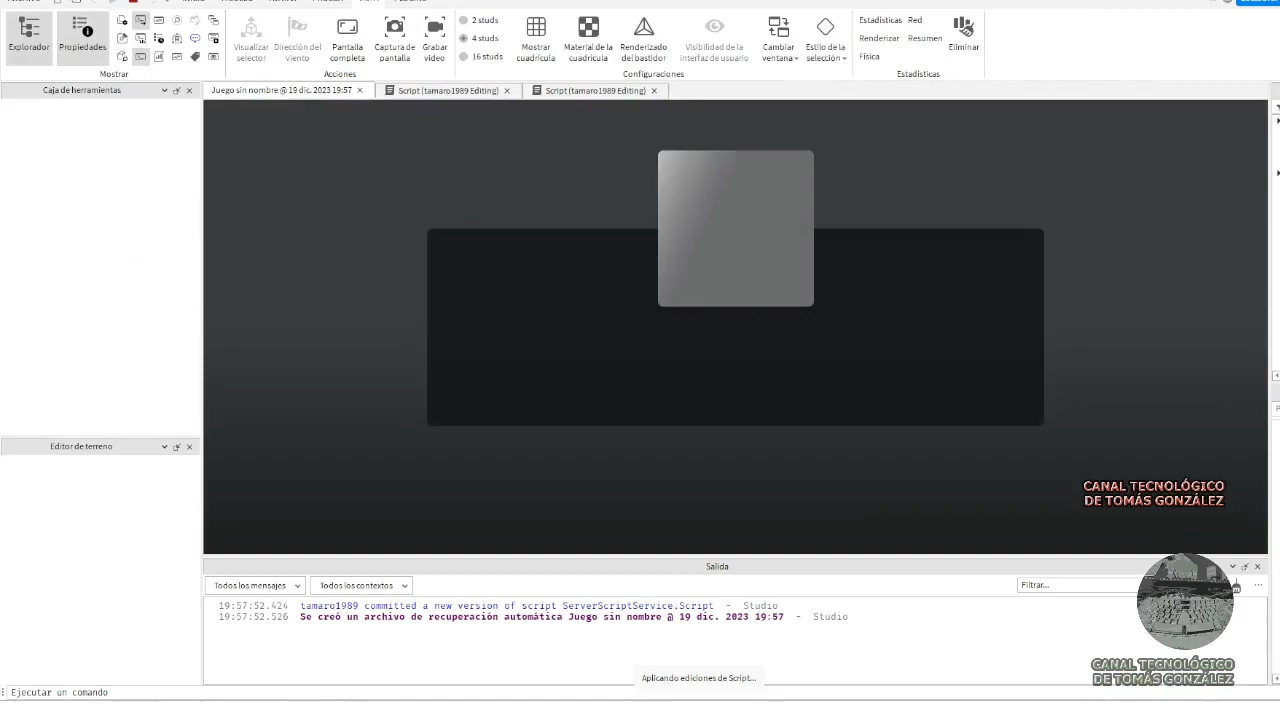 2 studs
4 studs
16 studs
Explorador
Propiedades
Visualizar selector
Dirección del viento
Pantalla completa
Captura de pantalla
Grabar video
Mostrar cuadrícula
Material de la cuadrícula
Renderizado del bastidor
Visibilidad de la interfaz de usuario
Cambiar ventana
Estilo de la selección
Estadísticas Red
Renderizar Resumen
Física
Eliminar
Mostrar
Acciones
Configuraciones
Estadísticas
Caja de herramientas
Juego sin nombre @ 19 dic. 2023 19:57
Script (tamaro1989 Editing)
Script (tamaro1989 Editing)
Editor de terreno
CANAL TECNOLÓGICO
DE TOMÁS GONZÁLEZ
Salida
Todos los mensajes
Todos los contextos
Filtrar...
19:57:52.424 tamaro1989 committed a new version of script ServerScriptService.Script - Studio
19:57:52.526 Se creó un archivo de recuperación automática Juego sin nombre @ 19 dic. 2023 19:57 - Studio
CANAL TECNOLÓGICO
DE TOMÁS GONZÁLEZ
Aplicando ediciones de Script...
Ejecutar un comando